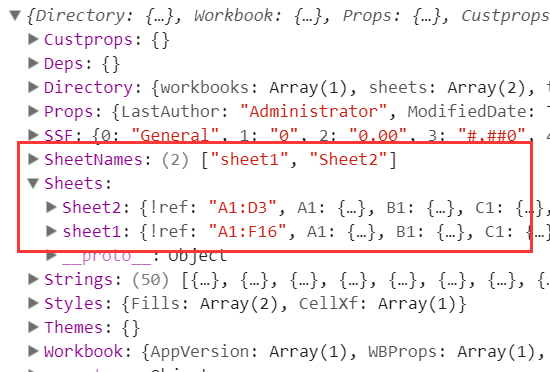 ▼ {Directory: {…}, Workbook: {…}, Props: {…}, Custprops
▶ Custprops: {}
▶ Deps: {}
▶ Directory: {workbooks: Array(1), sheets: Array(2), t
▶ Props: {LastAuthor: "Administrator", ModifiedDate: T
▶ SSF: {0: "General", 1: "0", 2: "0.00", 3: "#,##0", 4
▶ SheetNames: (2) ["sheet1", "Sheet2"]
▼ Sheets:
▶ Sheet2: {!ref: "A1:D3", A1: {…}, B1: {…}, C1: {…},
▶ sheet1: {!ref: "A1:F16", A1: {…}, B1: {…}, C1: {…
▶ __proto__: Object
▶ Strings: (50) [{…}, {…}, {…}, {…}, {…}, {…}, {…}, {…
▶ Styles: {Fills: Array(2), CellXf: Array(1)}
▶ Themes: {}
▶ Workbook: {AppVersion: Array(1), WBProps: Array(1),